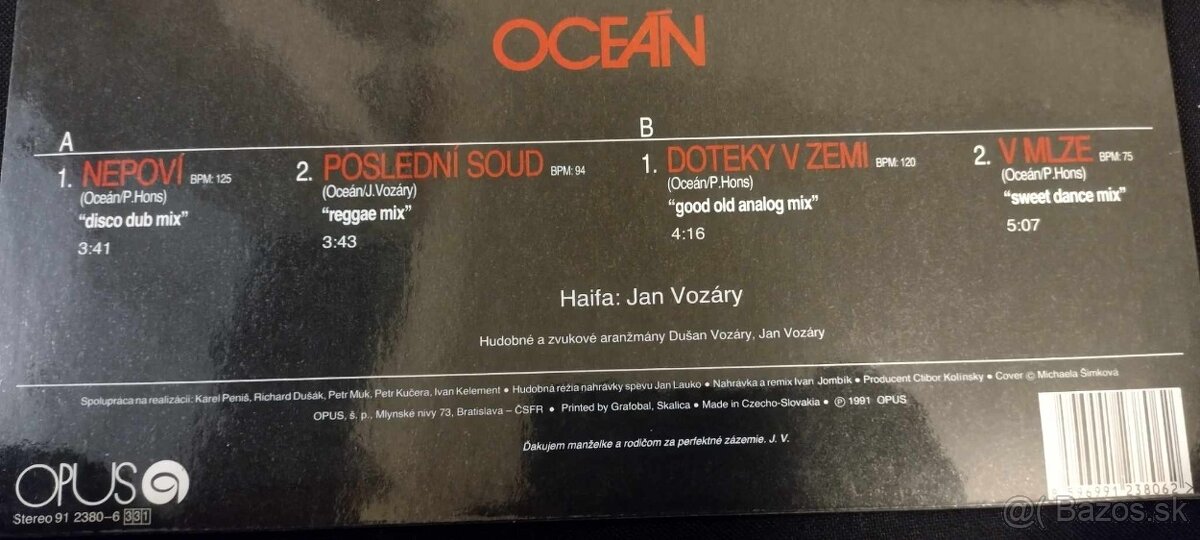 OCEÁN
A
1. NEPOVÍ BPM: 125
(Oceán/P.Hons)
"disco dub mix"
3:41
2. POSLEDNÍ SOUD BPM: 94
(Oceán/J.Vozáry)
"reggae mix"
3:43
B
1. DOTEKY V ZEMI BPM: 120
(Oceán/P.Hons)
"good old analog mix"
4:16
2. V MLZE BPM: 75
(Oceán/P.Hons)
"sweet dance mix"
5:07
Haifa: Jan Vozáry
Hudobné a zvukové aranžmány Dušan Vozáry, Jan Vozáry
Spolupráca na realizácii: Karel Peniš, Richard Dušák, Petr Muk, Petr Kučera, Ivan Kelement • Hudobná réžia nahrávky spevu Jan Lauko • Nahrávka a remix Ivan Jombík • Producent Ctibor Kolínsky • Cover © Michaela Šimková
OPUS, š. p., Mlynské nivy 73, Bratislava – ČSFR • Printed by Grafobal, Skalica • Made in Czecho-Slovakia • ℗ 1991 OPUS
Ďakujem manželke a rodičom za perfektné zázemie. J. V.
OPUS
Stereo 91 2380-6 331
8 596991 238062
@ Bazos.sk